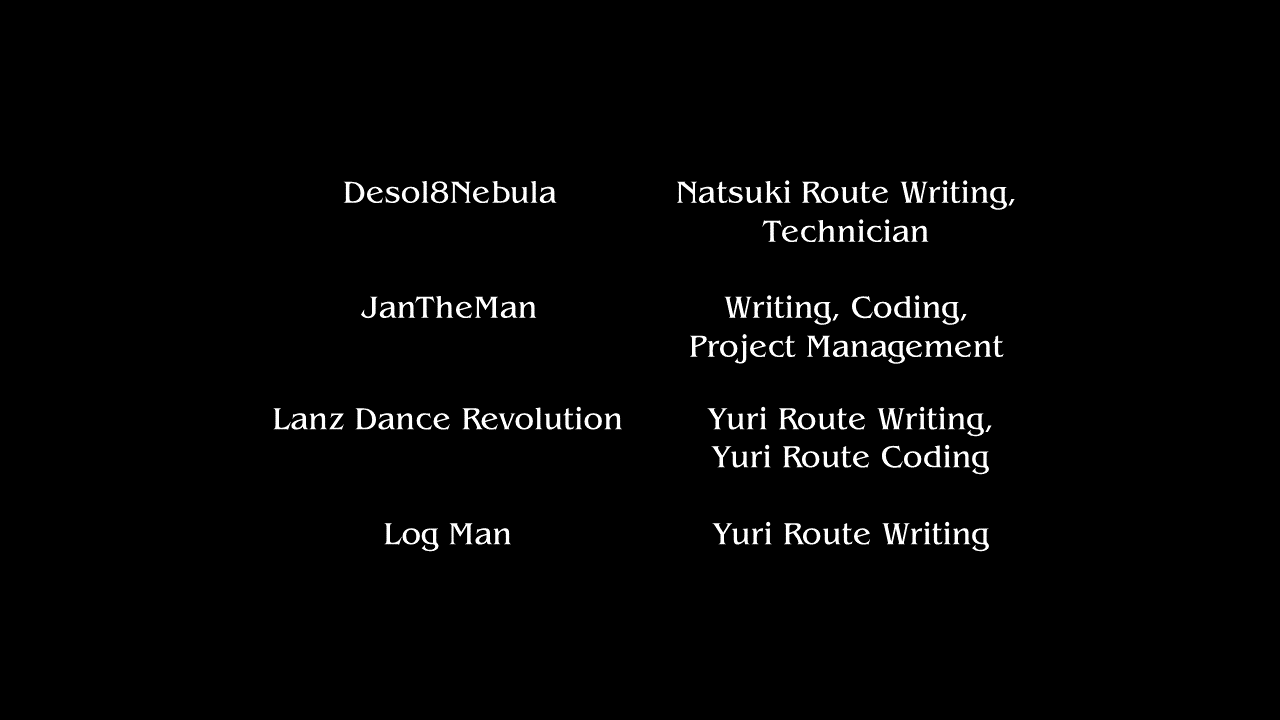 Desol8Nebula Natsuki Route Writing,
Technician
JanTheMan Writing, Coding,
Project Management
Lanz Dance Revolution Yuri Route Writing,
Yuri Route Coding
Log Man Yuri Route Writing